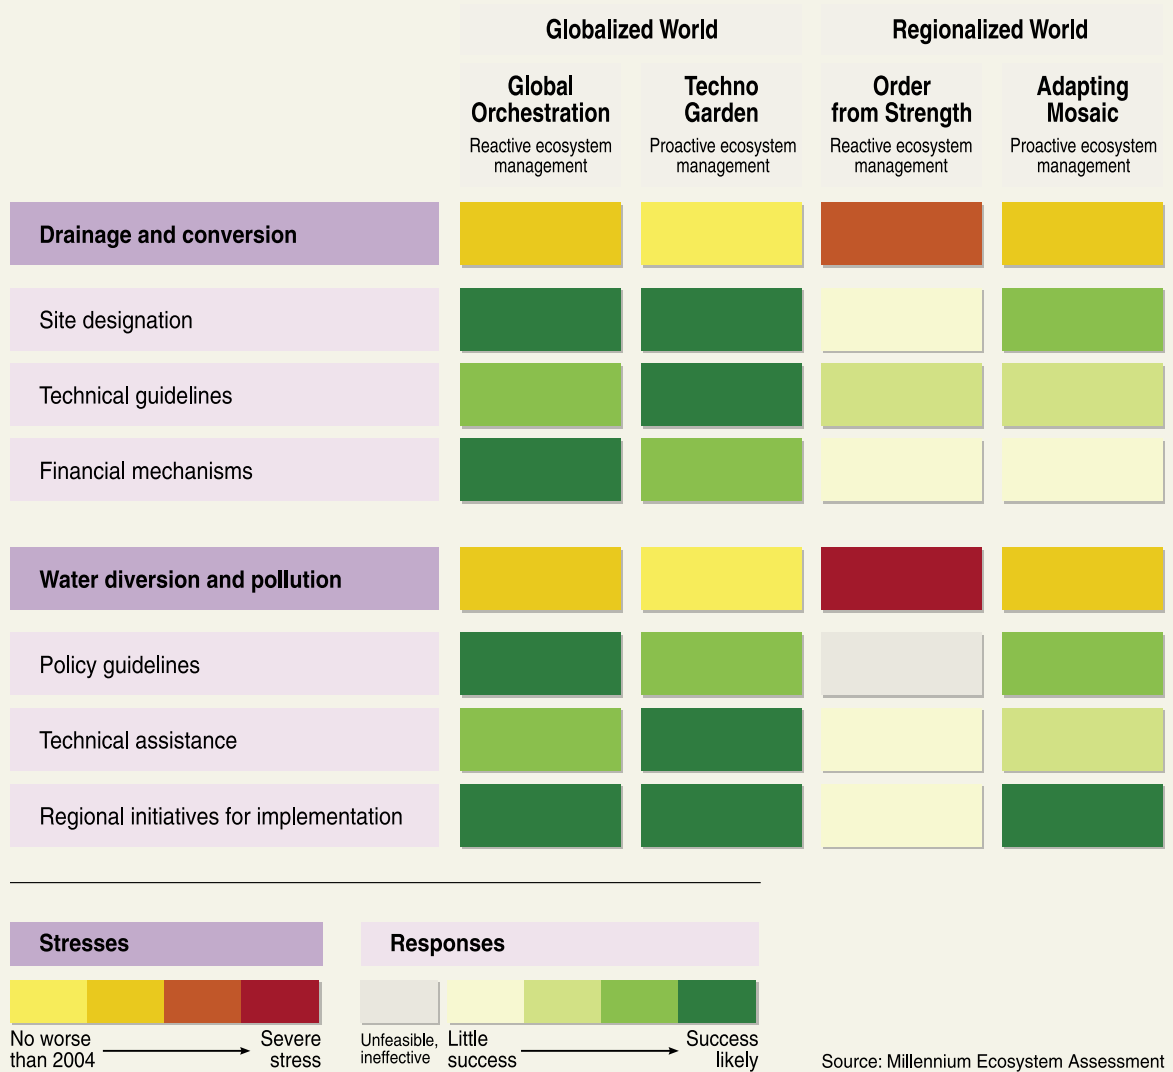 Globalized World
Regionalized World
Global
Orchestration
Reactive ecosystem
management
Techno
Garden
Proactive ecosystem
management
Order
from Strength
Reactive ecosystem
management
Adapting
Mosaic
Proactive ecosystem
management
Drainage and conversion
Site designation
Technical guidelines
Financial mechanisms
Water diversion and pollution
Policy guidelines
Technical assistance
Regional initiatives for implementation
Stresses
No worse
than 2004
Severe
stress
Responses
Unfeasible,
ineffective
Little
success
Success
likely
Source: Millennium Ecosystem Assessment